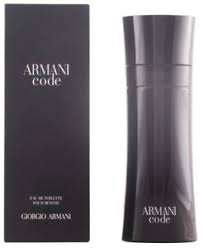 ARMANI
code
EAU DE TOILETTE
POUR HOMME
GIORGIO ARMANI
ARMANI
code